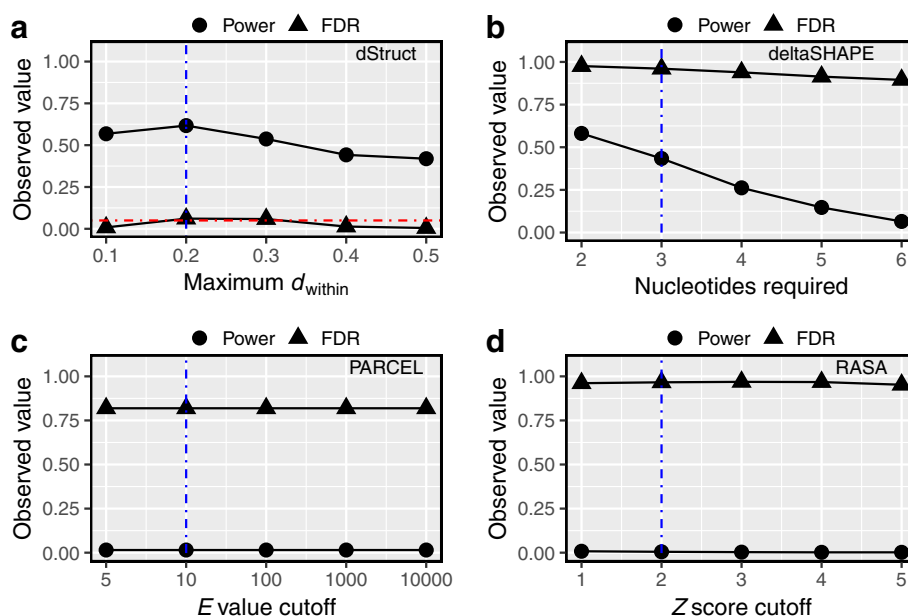 a
Power FDR
dStruct
Observed value
1.00
0.75
0.50
0.25
0.00
0.1 0.2 0.3 0.4 0.5
Maximum dwithin
b
Power FDR
deltaSHAPE
Observed value
1.00
0.75
0.50
0.25
0.00
2 3 4 5 6
Nucleotides required
c
Power FDR
PARCEL
Observed value
1.00
0.75
0.50
0.25
0.00
5 10 100 1000 10000
E value cutoff
d
Power FDR
RASA
Observed value
1.00
0.75
0.50
0.25
0.00
1 2 3 4 5
Z score cutoff